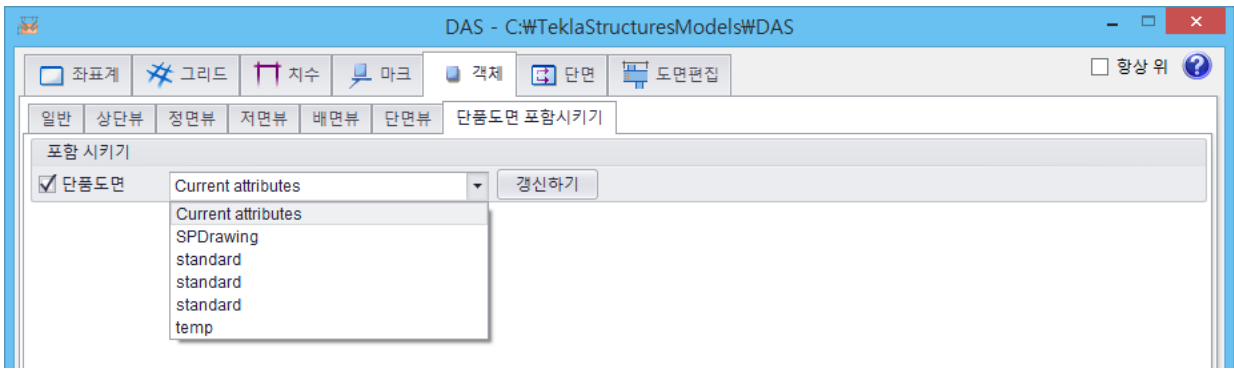 DAS - C:₩TeklaStructuresModels₩DAS
좌표계 그리드 치수 마크 객체 단면 도면편집 항상 위
일반 상단뷰 정면뷰 저면뷰 배면뷰 단면뷰 단품도면 포함시키기
포함 시키기
단품도면 Current attributes 갱신하기
Current attributes
SPDrawing
standard
standard
standard
temp